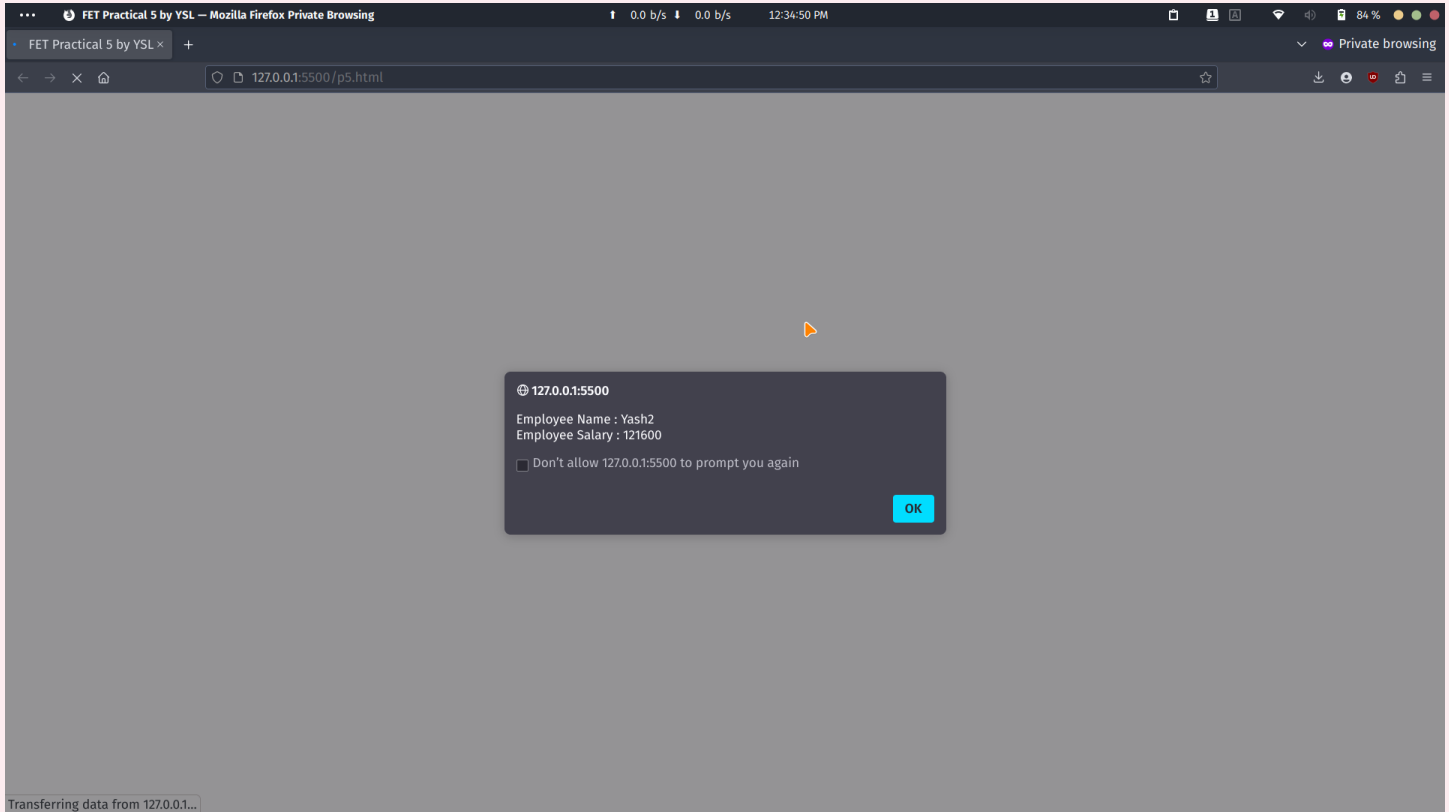 FET Practical 5 by YSL — Mozilla Firefox Private Browsing
0.0 b/s 0.0 b/s
12:34:50 PM
1
A
84 %
FET Practical 5 by YSL
Private browsing
127.0.0.1:5500/p5.html
127.0.0.1:5500
Employee Name : Yash2
Employee Salary : 121600
Don't allow 127.0.0.1:5500 to prompt you again
OK
Transferring data from 127.0.0.1...